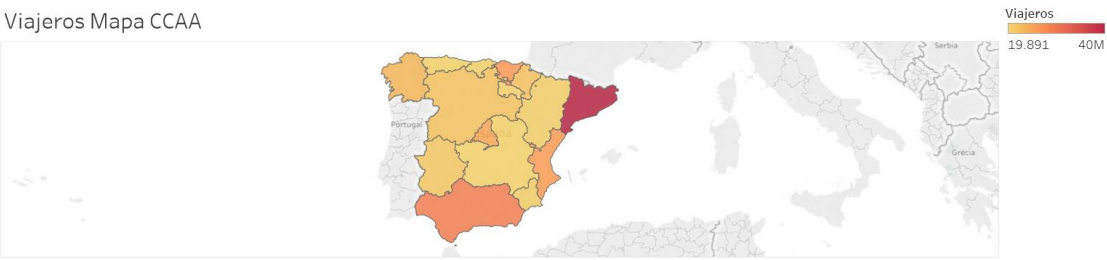 Viajeros Mapa CCAA
Viajeros
19.891 40M
Serbia
Portugal
Grecia